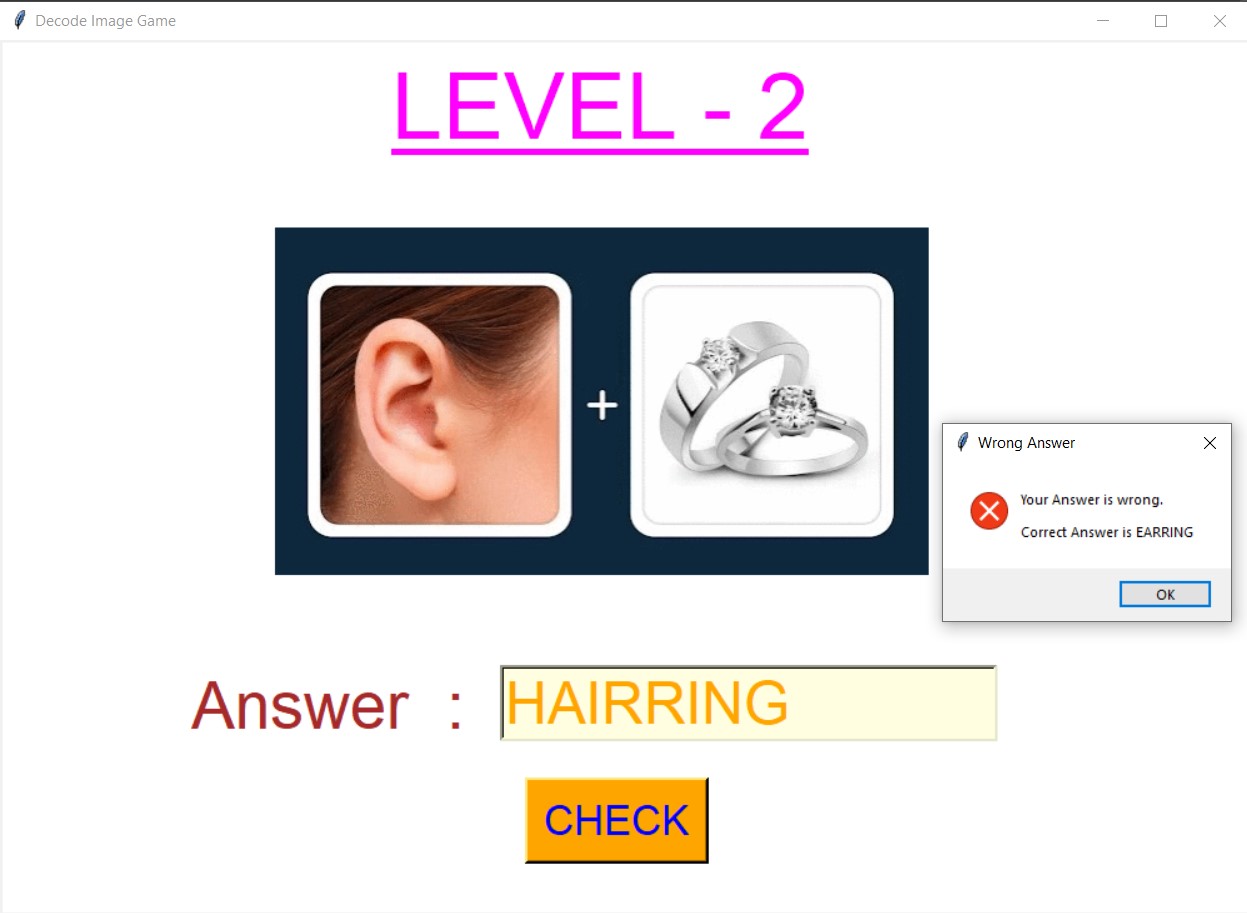 Decode Image Game
LEVEL - 2
+
Wrong Answer
Your Answer is wrong.
Correct Answer is EARRING
OK
Answer :
HAIRRING
CHECK